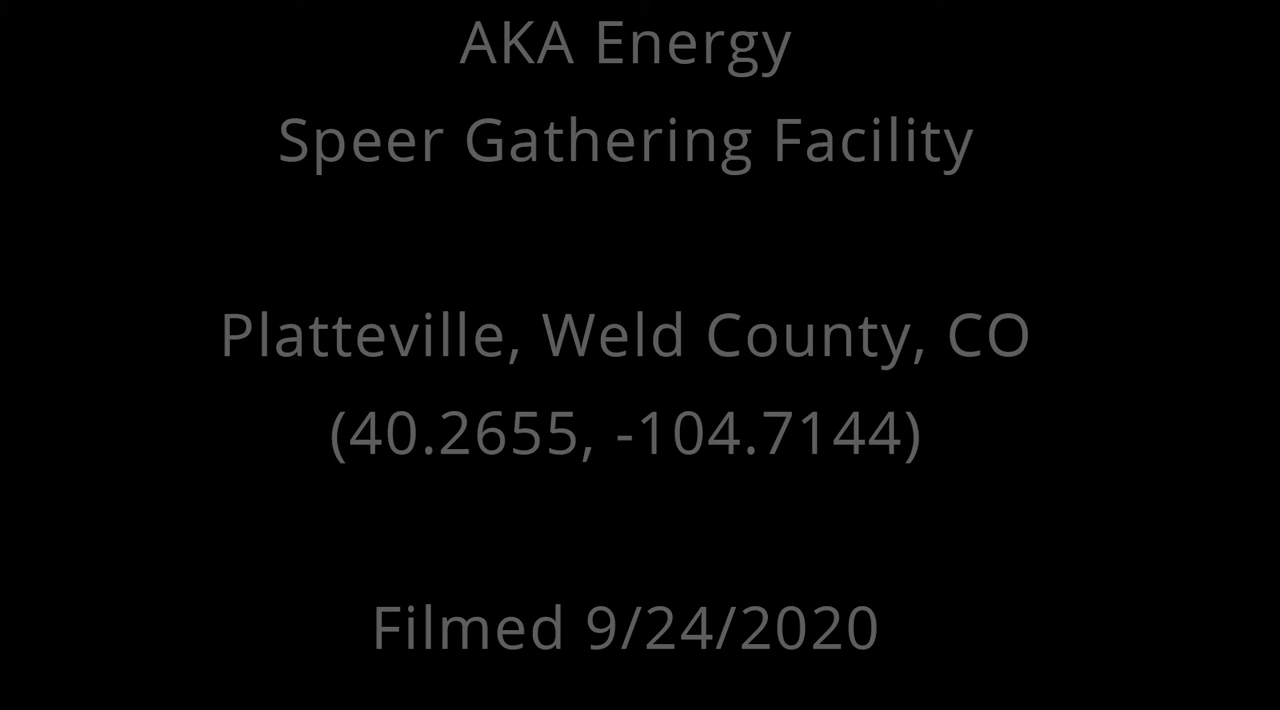 AKA Energy
Speer Gathering Facility
Platteville, Weld County, CO
(40.2655, -104.7144)
Filmed 9/24/2020